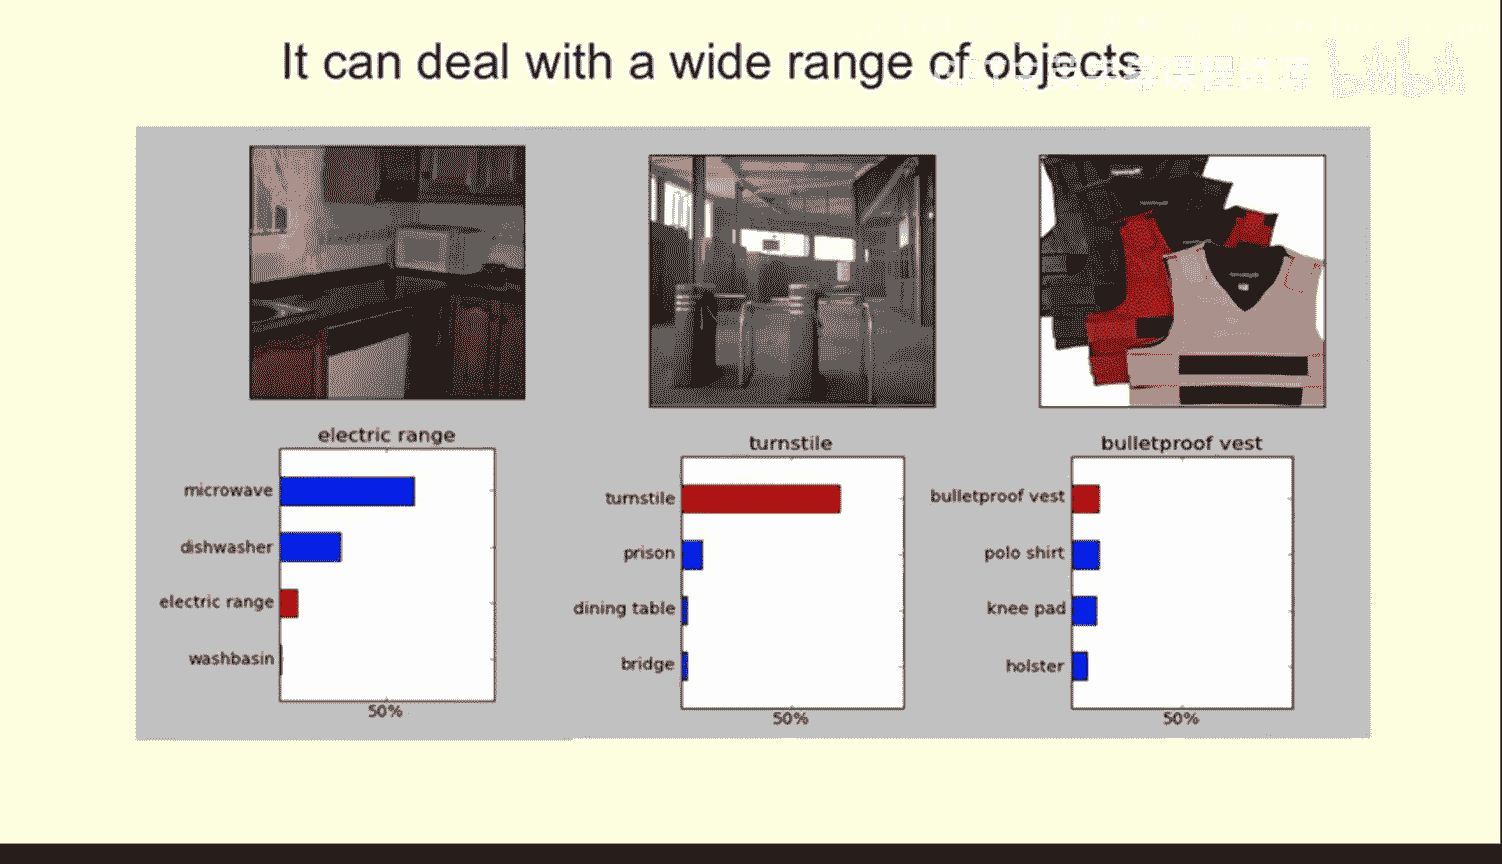 It can deal with a wide range of objects
electric range
microwave
dishwasher
electric range
washbasin
50%
turnstile
turnstile
prison
dining table
bridge
50%
bulletproof vest
bulletproof vest
polo shirt
knee pad
holster
50%
bilibili